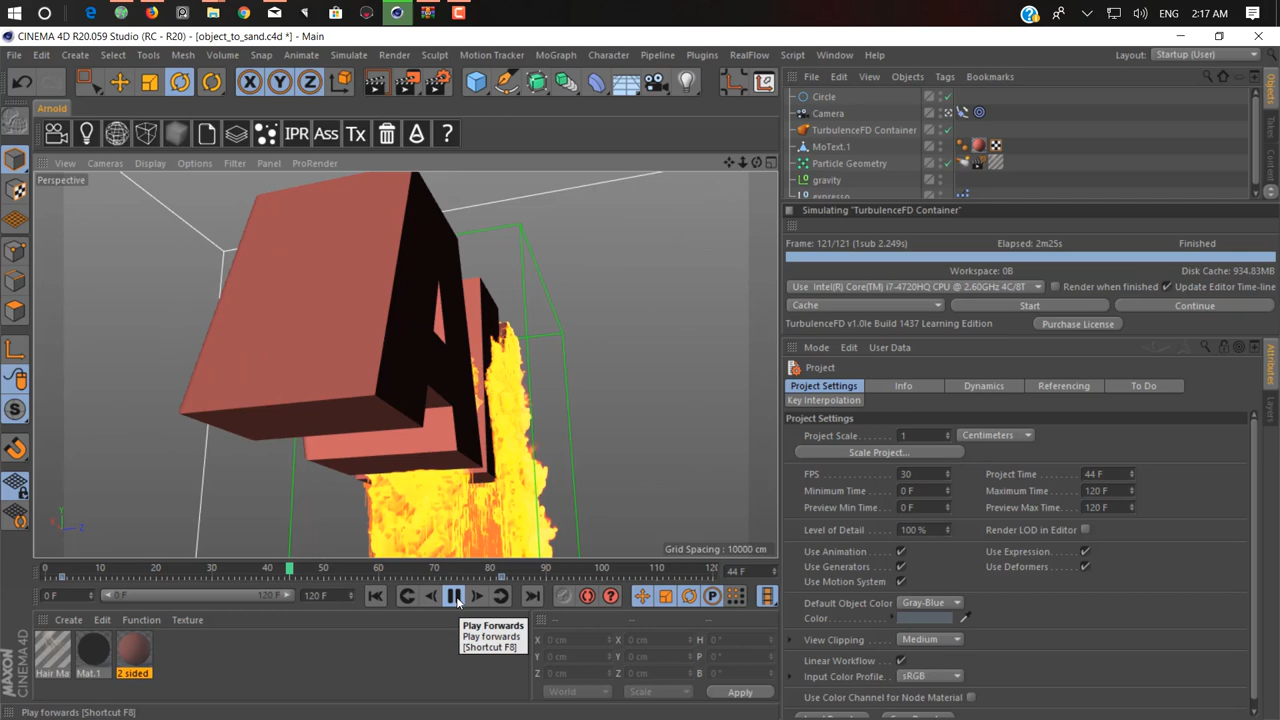 ENG 2:17 AM
CINEMA 4D R20.059 Studio (RC - R20) - [object_to_sand.c4d *] - Main
File Edit Create Select Tools Mesh Volume Snap Animate Simulate Render Sculpt Motion Tracker MoGraph Character Pipeline Plugins RealFlow Script Window Help Layout: Startup (User)
X Y Z
File Edit View Objects Tags Bookmarks
Arnold
IPR Ass Tx ?
Circle
Camera
TurbulenceFD Container
MoText.1
Particle Geometry
gravity
expresso
View Cameras Display Options Filter Panel ProRender
Perspective
Simulating "TurbulenceFD Container"
Frame: 121/121 (1sub 2.249s) Elapsed: 2m25s Finished
Workspace: 0B Disk Cache: 934.83MB
Use Intel(R) Core(TM) i7-4720HQ CPU @ 2.60GHz 4C/8T Render when finished Update Editor Time-line
Cache Start Continue
TurbulenceFD v1.0le Build 1437 Learning Edition Purchase License
Mode Edit User Data
Project
Project Settings Info Dynamics Referencing To Do
Key Interpolation
Project Settings
Project Scale 1 Centimeters
Scale Project...
FPS 30 Project Time 44 F
Minimum Time 0 F Maximum Time 120 F
Preview Min Time 0 F Preview Max Time 120 F
Level of Detail 100 % Render LOD in Editor
Use Animation Use Expression
Use Generators Use Deformers
Use Motion System
Default Object Color Gray-Blue
Color
View Clipping Medium
Linear Workflow
Input Color Profile sRGB
Use Color Channel for Node Material
Objects
Takes
Content
Attributes
Layers
Grid Spacing : 10000 cm
0 10 20 30 40 50 60 70 80 90 100 110 120 44 F
0 F 0 F 120 F 120 F
Play Forwards
Play forwards
[Shortcut F8]
Create Edit Function Texture
Hair Ma Mat.1 2 sided
X 0 cm X 0 cm H 0 °
Y 0 cm Y 0 cm P 0 °
Z 0 cm Z 0 cm B 0 °
World Scale Apply
MAXON
CINEMA 4D
Play forwards [Shortcut F8]